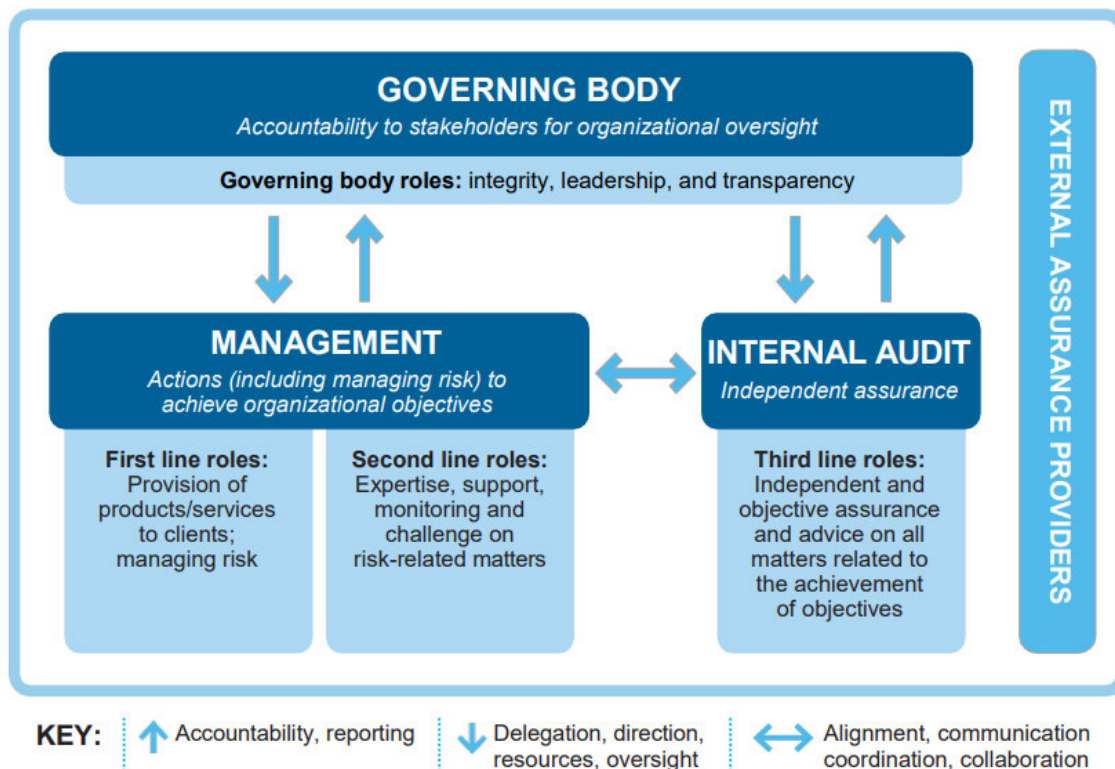 GOVERNING BODY
Accountability to stakeholders for organizational oversight
Governing body roles: integrity, leadership, and transparency
MANAGEMENT
Actions (including managing risk) to
achieve organizational objectives
First line roles:
Provision of
products/services
to clients;
managing risk
Second line roles:
Expertise, support,
monitoring and
challenge on
risk-related matters
INTERNAL AUDIT
Independent assurance
Third line roles:
Independent and
objective assurance
and advice on all
matters related to
the achievement
of objectives
EXTERNAL ASSURANCE PROVIDERS
KEY:
Accountability, reporting
Delegation, direction,
resources, oversight
Alignment, communication
coordination, collaboration